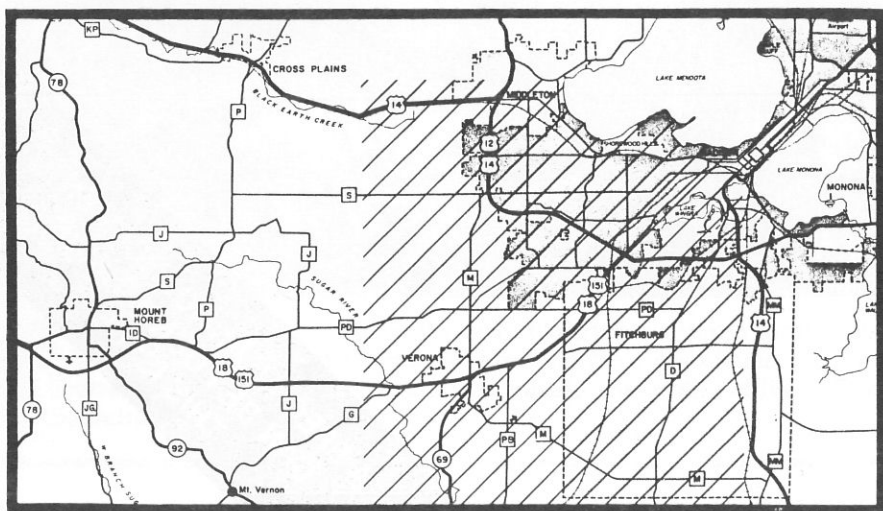 KP
78
CROSS PLAINS
BLACK EARTH CREEK
P
14
MIDDLETON
Airport
LAKE MENDOTA
12
14
SHOREWOOD HILLS
LAKE MONONA
MONONA
S
LAKE WINGRA
J
J
S
SUGAR RIVER
M
P
MOUNT
HOREB
ID
PD
151
18
PD
MM
14
FITCHBURG
VERONA
18
151
D
78
JG
J
G
92
69
PB
M
M
MM
W BRANCH SUG
Mt. Vernon